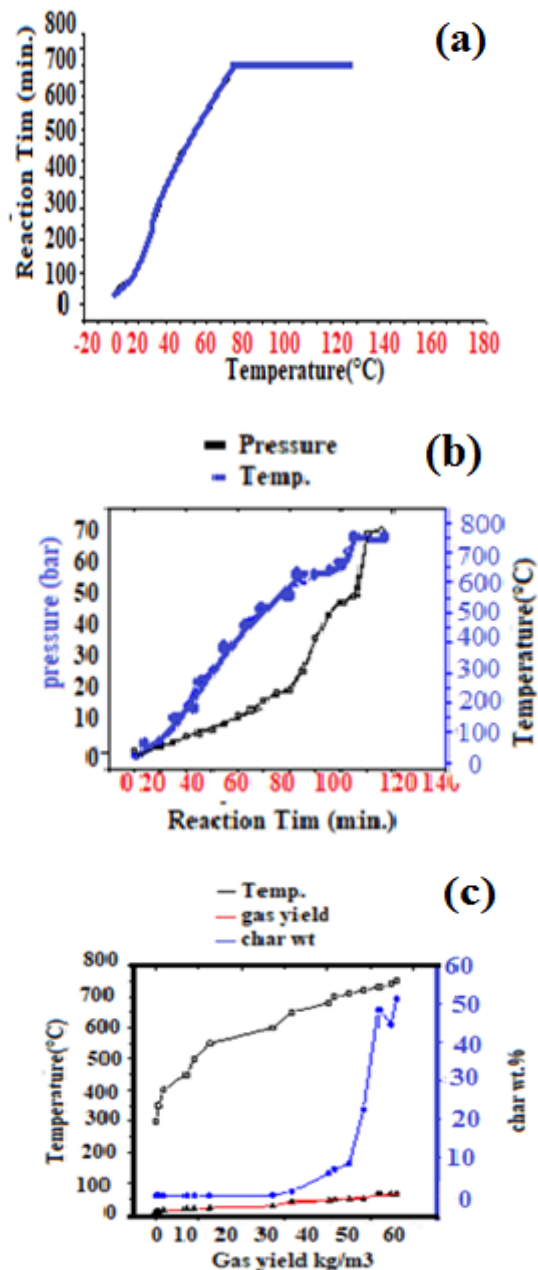 (a)
800
700
600
500
400
300
200
100
0
Reaction Tim (min.)
-20 0 20 40 60 80 100 120 140 160 180
Temperature(°C)
(b)
Pressure
Temp.
70
60
50
40
30
20
10
0
pressure (bar)
800
700
600
500
400
300
200
100
0
Temperature(°C)
0 20 40 60 80 100 120 140
Reaction Tim (min.)
(c)
Temp.
gas yield
char wt
800
700
600
500
400
300
200
100
0
Temperature(°C)
60
50
40
30
20
10
0
char wt.%
0 10 20 30 40 50 60
Gas yield kg/m3